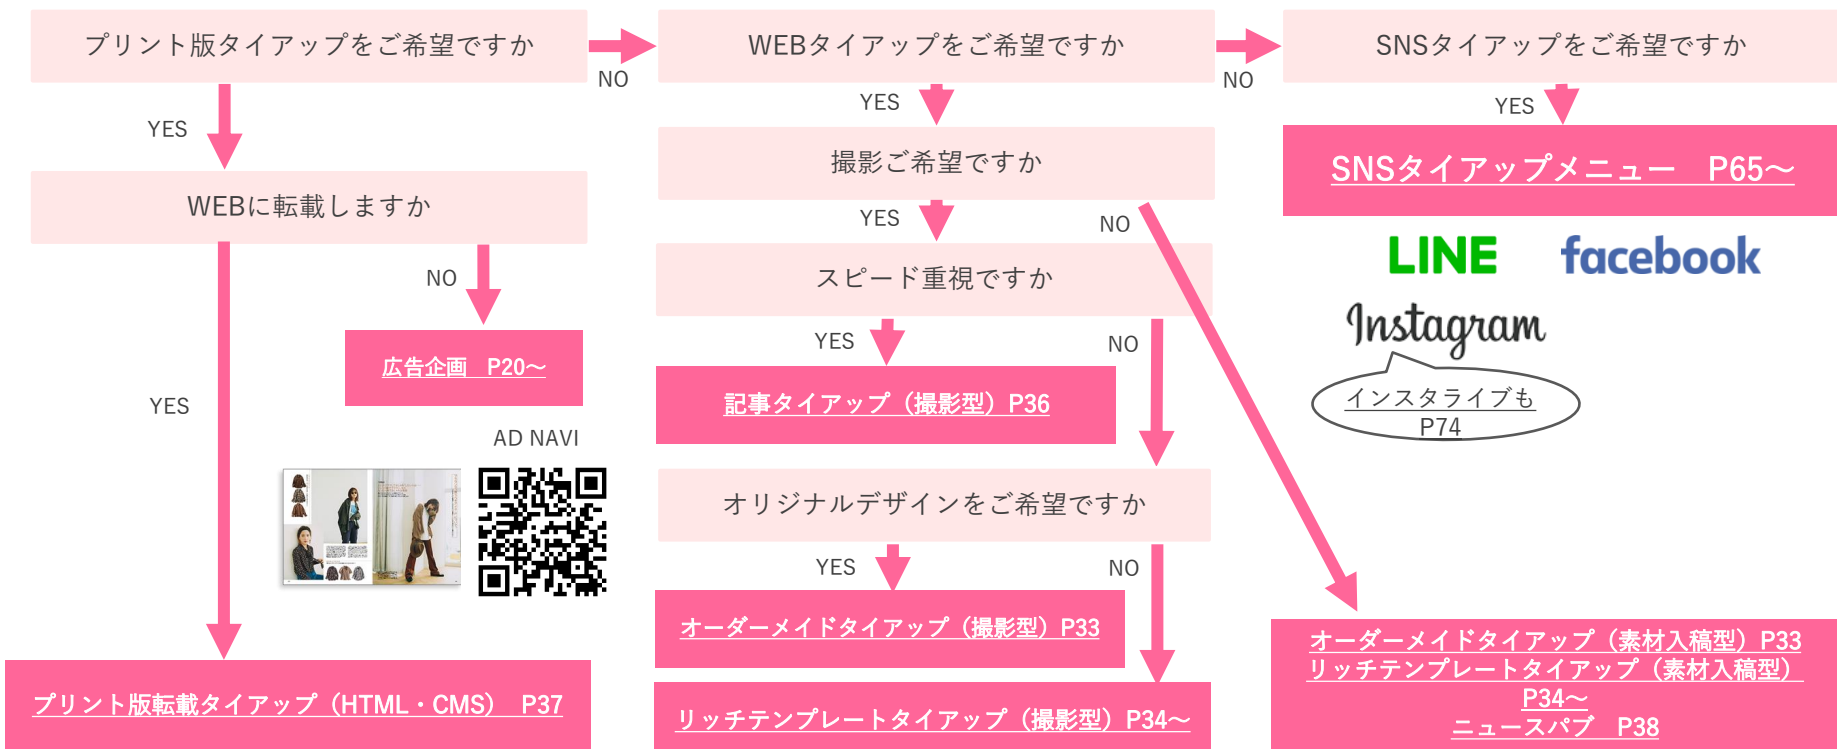 プリント版タイアップをご希望ですか
NO
WEBタイアップをご希望ですか
NO
SNSタイアップをご希望ですか
YES
WEBに転載しますか
NO
広告企画　P20～
YES
AD NAVI
プリント版転載タイアップ（HTML・CMS）　P37
YES
撮影ご希望ですか
YES
NO
スピード重視ですか
YES
NO
記事タイアップ（撮影型）P36
オリジナルデザインをご希望ですか
YES
NO
オーダーメイドタイアップ（撮影型）P33
リッチテンプレートタイアップ（撮影型）P34～
YES
SNSタイアップメニュー　P65～
LINE
facebook
Instagram
インスタライブも
P74
オーダーメイドタイアップ（素材入稿型）P33
リッチテンプレートタイアップ（素材入稿型）
P34～
ニュースパブ　P38